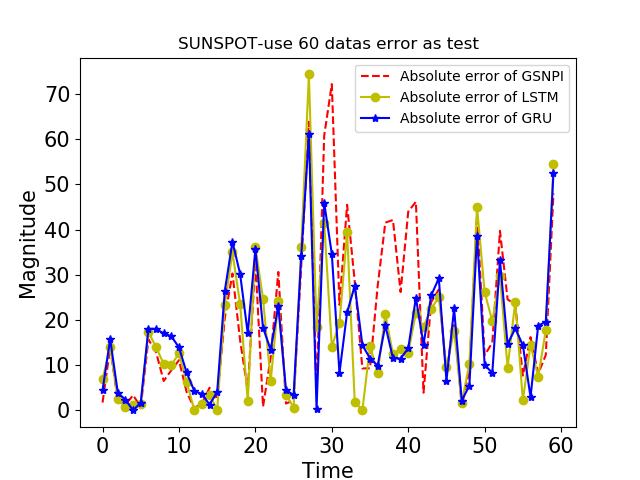 SUNSPOT-use 60 datas error as test
Absolute error of GSNPI
Absolute error of LSTM
Absolute error of GRU
Magnitude
70
60
50
40
30
20
10
0
0 10 20 30 40 50 60
Time